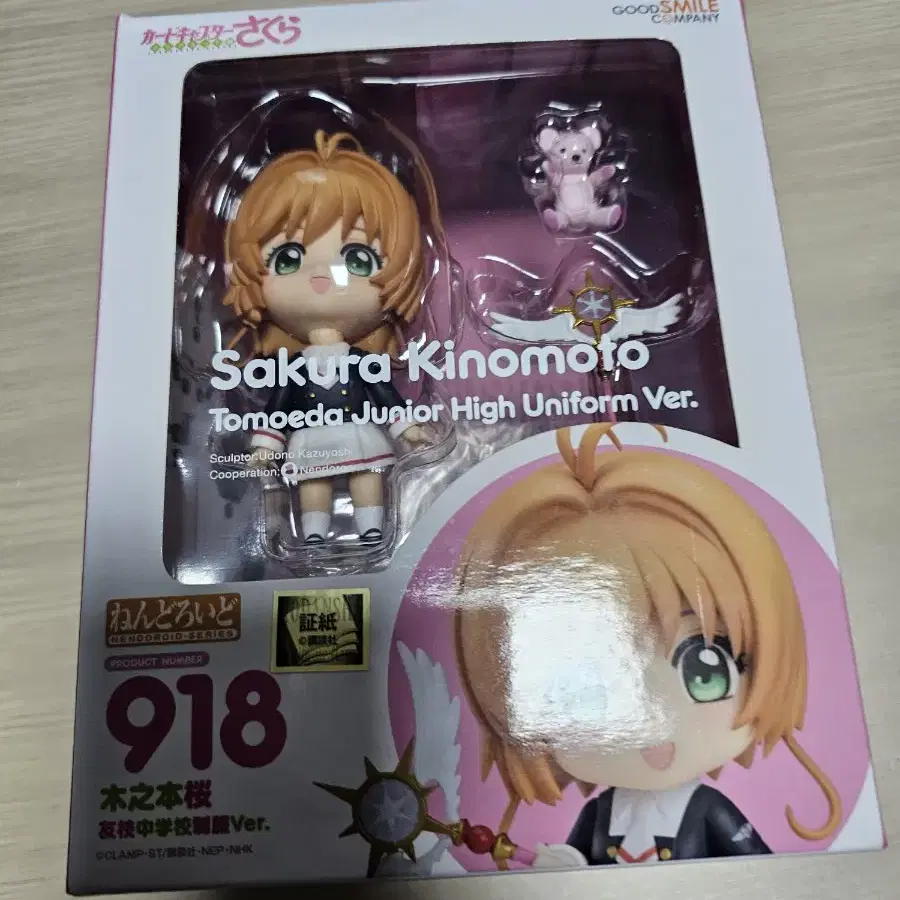 カードキャプターさくら
GOOD SMILE
COMPANY
Sakura Kinomoto
Tomoeda Junior High Uniform Ver.
Sculptor:Udono Kazuyoshi
Cooperation:
ねんどろいど
NENDOROID-SERIES
証紙
©講談社
PRODUCT NUMBER
918
木之本桜
友枝中学校制服Ver.
©CLAMP・ST/講談社・NEP・NHK